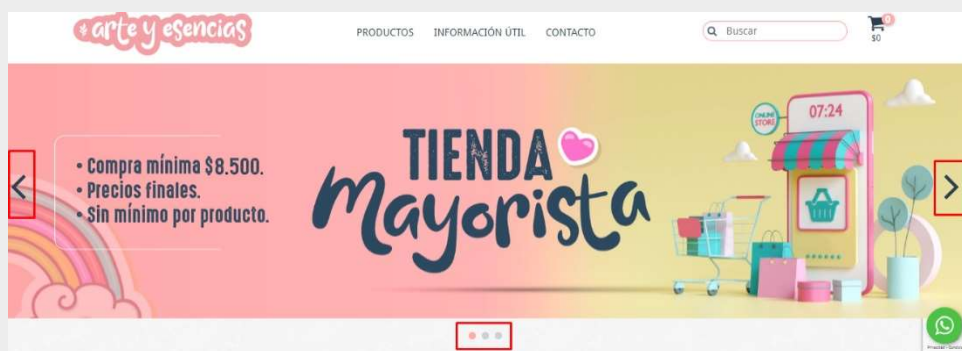 arte y esencias
PRODUCTOS INFORMACIÓN ÚTIL CONTACTO
Buscar
0
$0
• Compra mínima $8.500.
• Precios finales.
• Sin mínimo por producto.
TIENDA
Mayorista
ONLINE
STORE
07:24